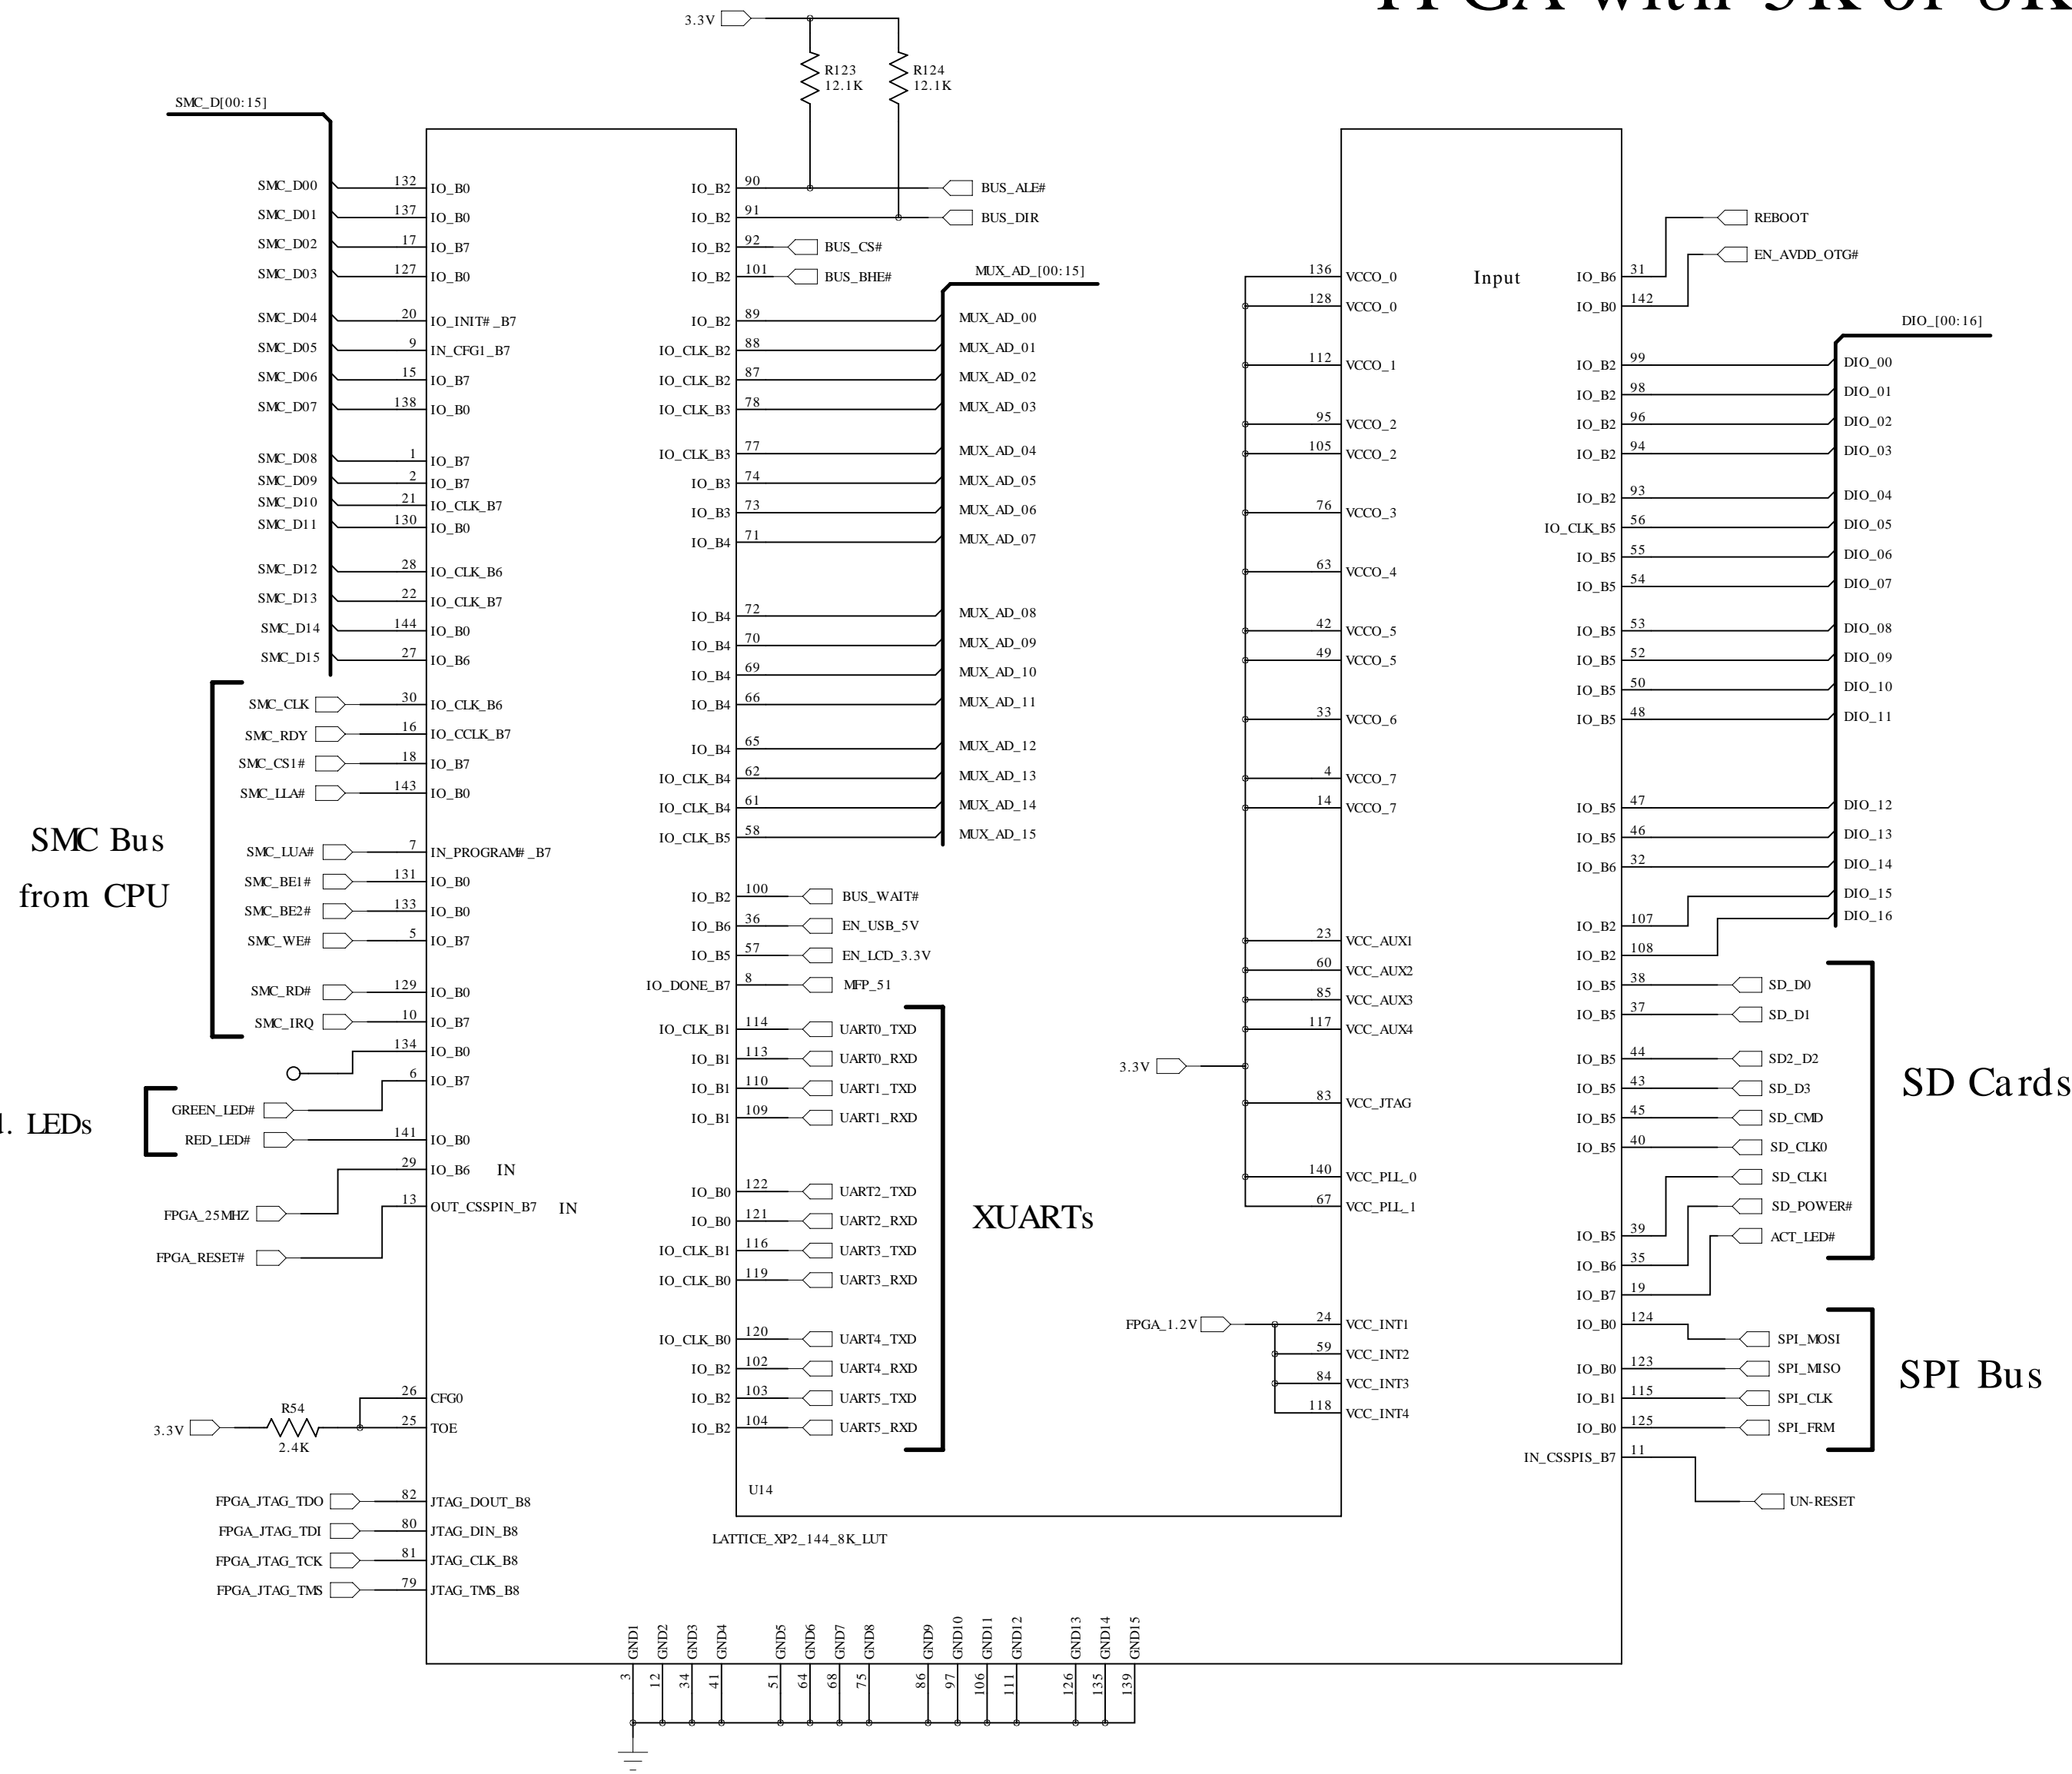 FPGA with 5K or 8K
3.3V
R123
12.1K
R124
12.1K
SMC_D[00:15]
SMC_D00 132 IO_B0
SMC_D01 137 IO_B0
SMC_D02 17 IO_B7
SMC_D03 127 IO_B0
SMC_D04 20 IO_INIT#_B7
SMC_D05 9 IN_CFG1_B7
SMC_D06 15 IO_B7
SMC_D07 138 IO_B0
SMC_D08 1 IO_B7
SMC_D09 2 IO_B7
SMC_D10 21 IO_CLK_B7
SMC_D11 130 IO_B0
SMC_D12 28 IO_CLK_B6
SMC_D13 22 IO_CLK_B7
SMC_D14 144 IO_B0
SMC_D15 27 IO_B6
SMC Bus
from CPU
SMC_CLK 30 IO_CLK_B6
SMC_RDY 16 IO_CCLK_B7
SMC_CS1# 18 IO_B7
SMC_LLA# 143 IO_B0
SMC_LUA# 7 IN_PROGRAM#_B7
SMC_BE1# 131 IO_B0
SMC_BE2# 133 IO_B0
SMC_WE# 5 IO_B7
SMC_RD# 129 IO_B0
SMC_IRQ 10 IO_B7
134 IO_B0
6 IO_B7
LEDs
GREEN_LED#
RED_LED# 141 IO_B0
29 IO_B6 IN
FPGA_25MHZ
13 OUT_CSSPIN_B7 IN
FPGA_RESET#
26 CFG0
3.3V R54 25 TOE
2.4K
FPGA_JTAG_TDO 82 JTAG_DOUT_B8
FPGA_JTAG_TDI 80 JTAG_DIN_B8
FPGA_JTAG_TCK 81 JTAG_CLK_B8
FPGA_JTAG_TMS 79 JTAG_TMS_B8
IO_B2 90 BUS_ALE#
IO_B2 91 BUS_DIR
IO_B2 92 BUS_CS#
IO_B2 101 BUS_BHE#
MUX_AD_[00:15]
IO_B2 89 MUX_AD_00
IO_CLK_B2 88 MUX_AD_01
IO_CLK_B2 87 MUX_AD_02
IO_CLK_B3 78 MUX_AD_03
IO_CLK_B3 77 MUX_AD_04
IO_B3 74 MUX_AD_05
IO_B3 73 MUX_AD_06
IO_B4 71 MUX_AD_07
IO_B4 72 MUX_AD_08
IO_B4 70 MUX_AD_09
IO_B4 69 MUX_AD_10
IO_B4 66 MUX_AD_11
IO_B4 65 MUX_AD_12
IO_CLK_B4 62 MUX_AD_13
IO_CLK_B4 61 MUX_AD_14
IO_CLK_B5 58 MUX_AD_15
IO_B2 100 BUS_WAIT#
IO_B6 36 EN_USB_5V
IO_B5 57 EN_LCD_3.3V
IO_DONE_B7 8 MFP_51
XUARTs
IO_CLK_B1 114 UART0_TXD
IO_B1 113 UART0_RXD
IO_B1 110 UART1_TXD
IO_B1 109 UART1_RXD
IO_B0 122 UART2_TXD
IO_B0 121 UART2_RXD
IO_CLK_B1 116 UART3_TXD
IO_CLK_B0 119 UART3_RXD
IO_CLK_B0 120 UART4_TXD
IO_B2 102 UART4_RXD
IO_B2 103 UART5_TXD
IO_B2 104 UART5_RXD
U14
LATTICE_XP2_144_8K_LUT
Input
136 VCCO_0
128 VCCO_0
112 VCCO_1
95 VCCO_2
105 VCCO_2
76 VCCO_3
63 VCCO_4
42 VCCO_5
49 VCCO_5
33 VCCO_6
4 VCCO_7
14 VCCO_7
23 VCC_AUX1
60 VCC_AUX2
85 VCC_AUX3
117 VCC_AUX4
3.3V
83 VCC_JTAG
140 VCC_PLL_0
67 VCC_PLL_1
FPGA_1.2V 24 VCC_INT1
59 VCC_INT2
84 VCC_INT3
118 VCC_INT4
REBOOT
EN_AVDD_OTG#
IO_B6 31
IO_B0 142
DIO_[00:16]
IO_B2 99 DIO_00
IO_B2 98 DIO_01
IO_B2 96 DIO_02
IO_B2 94 DIO_03
IO_B2 93 DIO_04
IO_CLK_B5 56 DIO_05
IO_B5 55 DIO_06
IO_B5 54 DIO_07
IO_B5 53 DIO_08
IO_B5 52 DIO_09
IO_B5 50 DIO_10
IO_B5 48 DIO_11
IO_B5 47 DIO_12
IO_B5 46 DIO_13
IO_B6 32 DIO_14
IO_B2 107 DIO_15
IO_B2 108 DIO_16
SD Cards
IO_B5 38 SD_D0
IO_B5 37 SD_D1
IO_B5 44 SD2_D2
IO_B5 43 SD_D3
IO_B5 45 SD_CMD
IO_B5 40 SD_CLK0
SD_CLK1
SD_POWER#
IO_B5 39 ACT_LED#
IO_B6 35
IO_B7 19
SPI Bus
IO_B0 124 SPI_MOSI
IO_B0 123 SPI_MISO
IO_B1 115 SPI_CLK
IO_B0 125 SPI_FRM
IN_CSSPIS_B7 11
UN-RESET
GND1 GND2 GND3 GND4 GND5 GND6 GND7 GND8 GND9 GND10 GND11 GND12 GND13 GND14 GND15
3 12 34 41 51 64 68 75 86 97 106 111 126 135 139